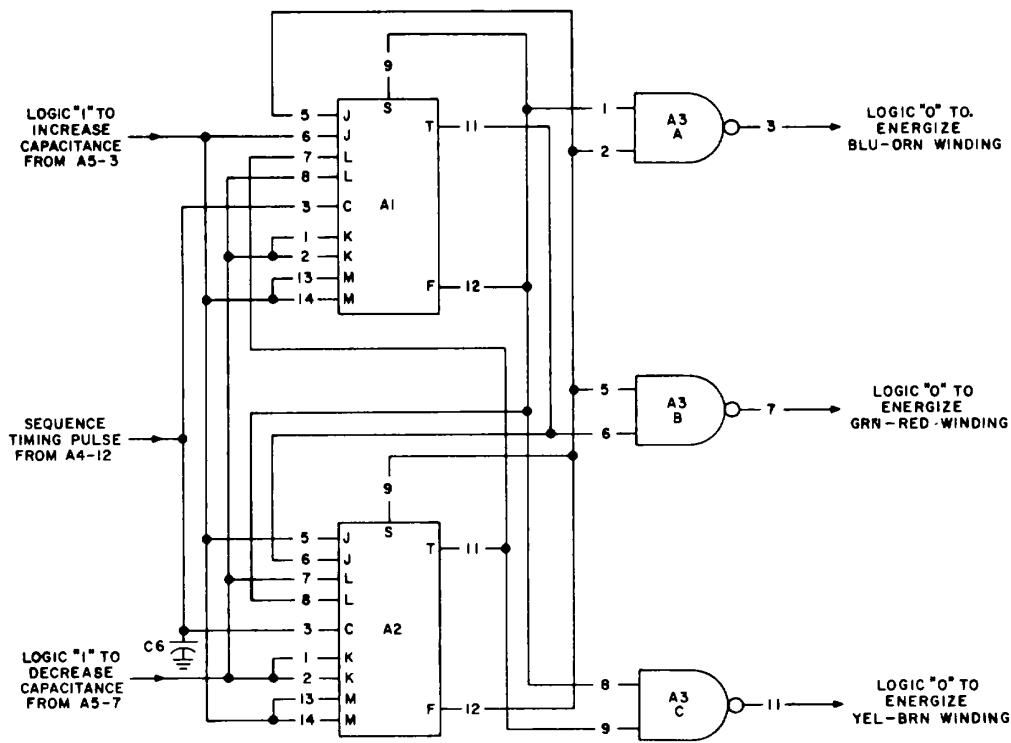 LOGIC "1" TO
INCREASE
CAPACITANCE
FROM A5-3
SEQUENCE
TIMING PULSE
FROM A4-12
C6
LOGIC "1" TO
DECREASE
CAPACITANCE
FROM A5-7
9
S
5 J
6 J
7 L
8 L
3 C
1 K
2 K
13 M
14 M
A1
T 11
F 12
9
S
5 J
6 J
7 L
8 L
3 C
1 K
2 K
13 M
14 M
A2
T 11
F 12
1
2
A3
A
3
LOGIC "0" TO.
ENERGIZE
BLU-ORN WINDING
5
6
A3
B
7
LOGIC "0" TO
ENERGIZE
GRN-RED-WINDING
8
9
A3
C
11
LOGIC "0" TO
ENERGIZE
YEL-BRN WINDING